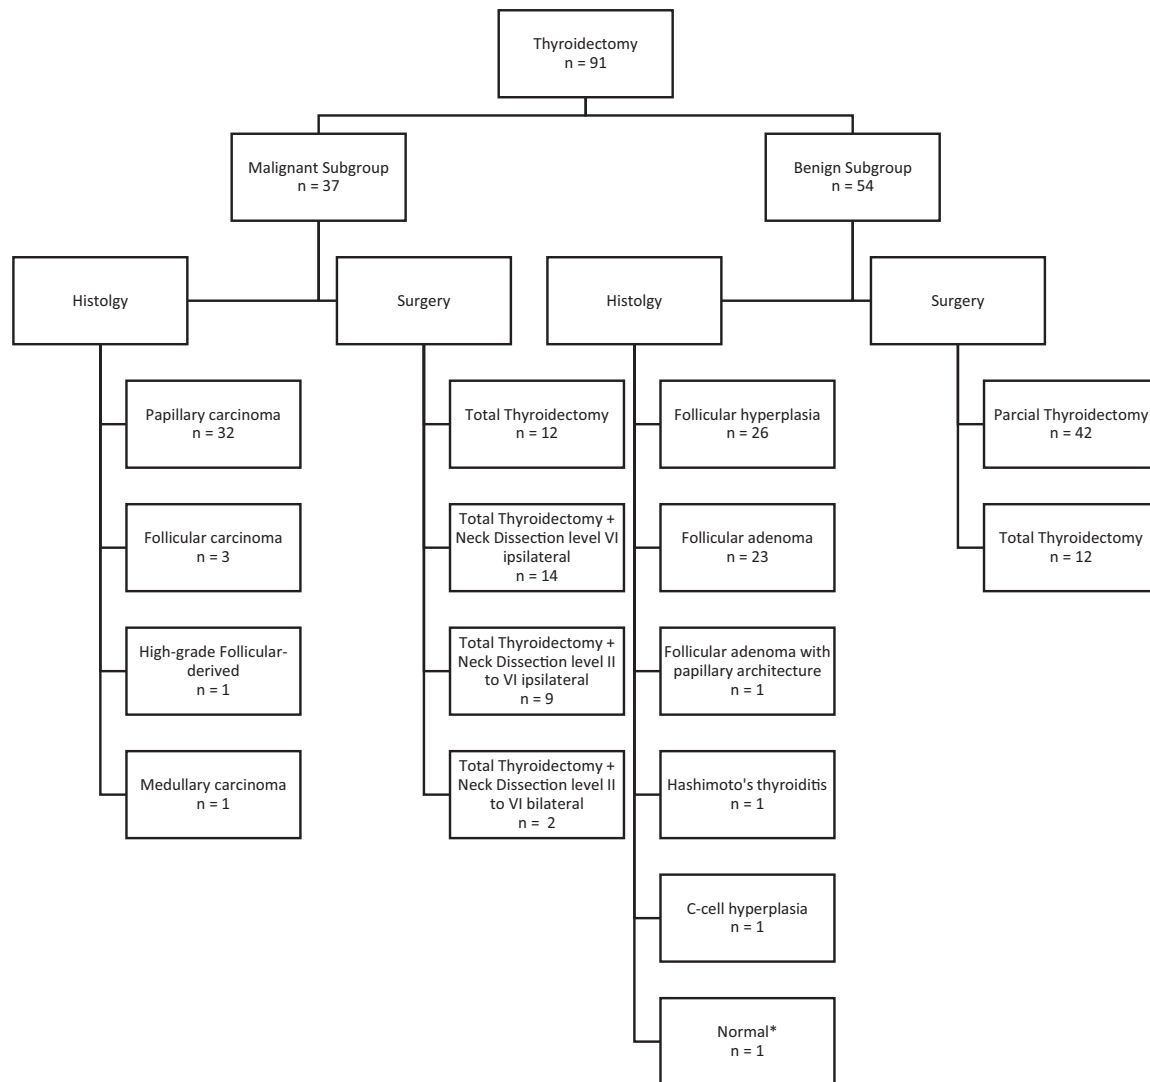 Thyroidectomy
n = 91
Malignant Subgroup
n = 37
Benign Subgroup
n = 54
Histolgy
Surgery
Histolgy
Surgery
Papillary carcinoma
n = 32
Follicular carcinoma
n = 3
High-grade Follicular-
derived
n = 1
Medullary carcinoma
n = 1
Total Thyroidectomy
n = 12
Total Thyroidectomy +
Neck Dissection level VI
ipsilateral
n = 14
Total Thyroidectomy +
Neck Dissection level II
to VI ipsilateral
n = 9
Total Thyroidectomy +
Neck Dissection level II
to VI bilateral
n = 2
Follicular hyperplasia
n = 26
Follicular adenoma
n = 23
Follicular adenoma with
papillary architecture
n = 1
Hashimoto's thyroiditis
n = 1
C-cell hyperplasia
n = 1
Normal*
n = 1
Parcial Thyroidectomy
n = 42
Total Thyroidectomy
n = 12